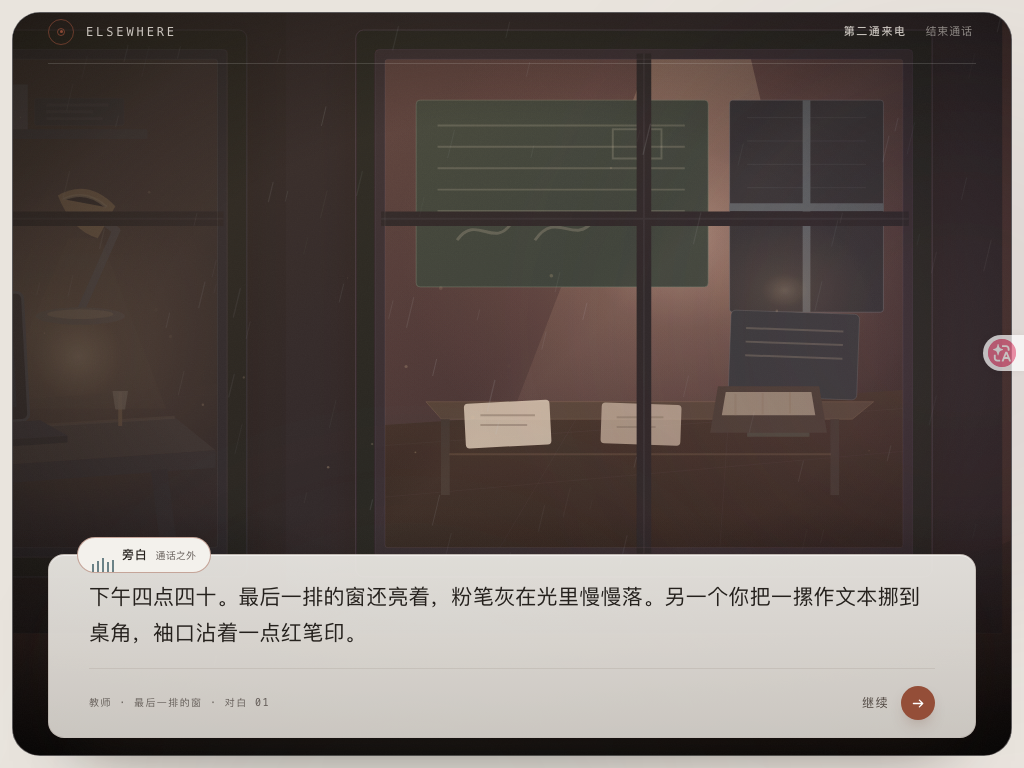 ELSEWHERE
第二通来电 结束通话
旁白 通话之外
下午四点四十。最后一排的窗还亮着，粉笔灰在光里慢慢落。另一个你把一摞作文本挪到
桌角，袖口沾着一点红笔印。
教师 · 最后一排的窗 · 对白 01
继续